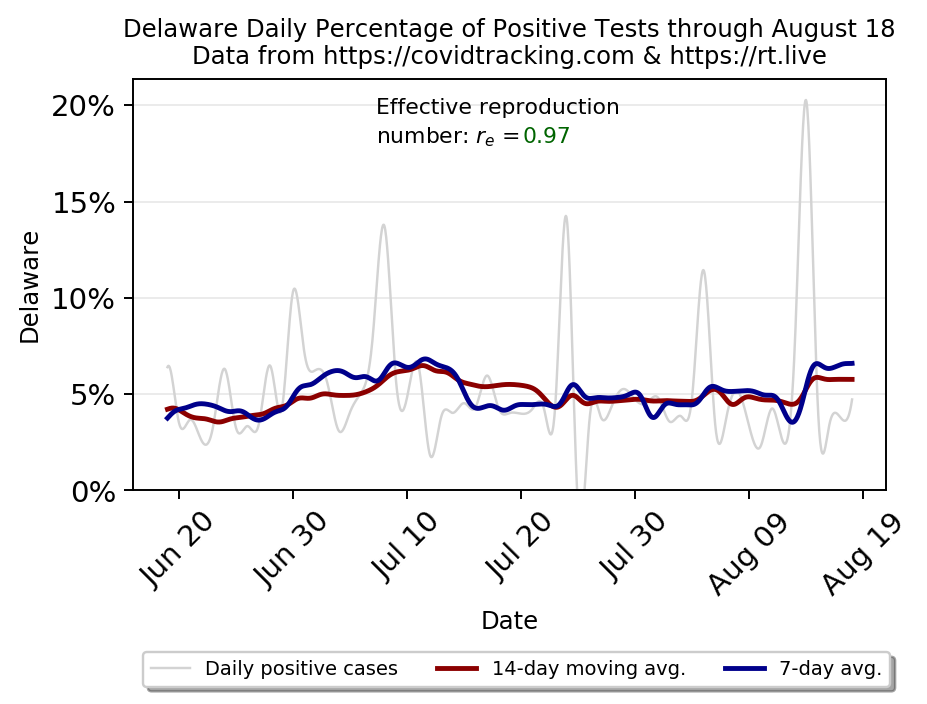 Delaware Daily Percentage of Positive Tests through August 18
Data from https://covidtracking.com & https://rt.live
Effective reproduction
number: rₑ =0.97
20%
15%
10%
5%
0%
Delaware
Jun 20
Jun 30
Jul 10
Jul 20
Jul 30
Aug 09
Aug 19
Date
Daily positive cases
14-day moving avg.
7-day avg.